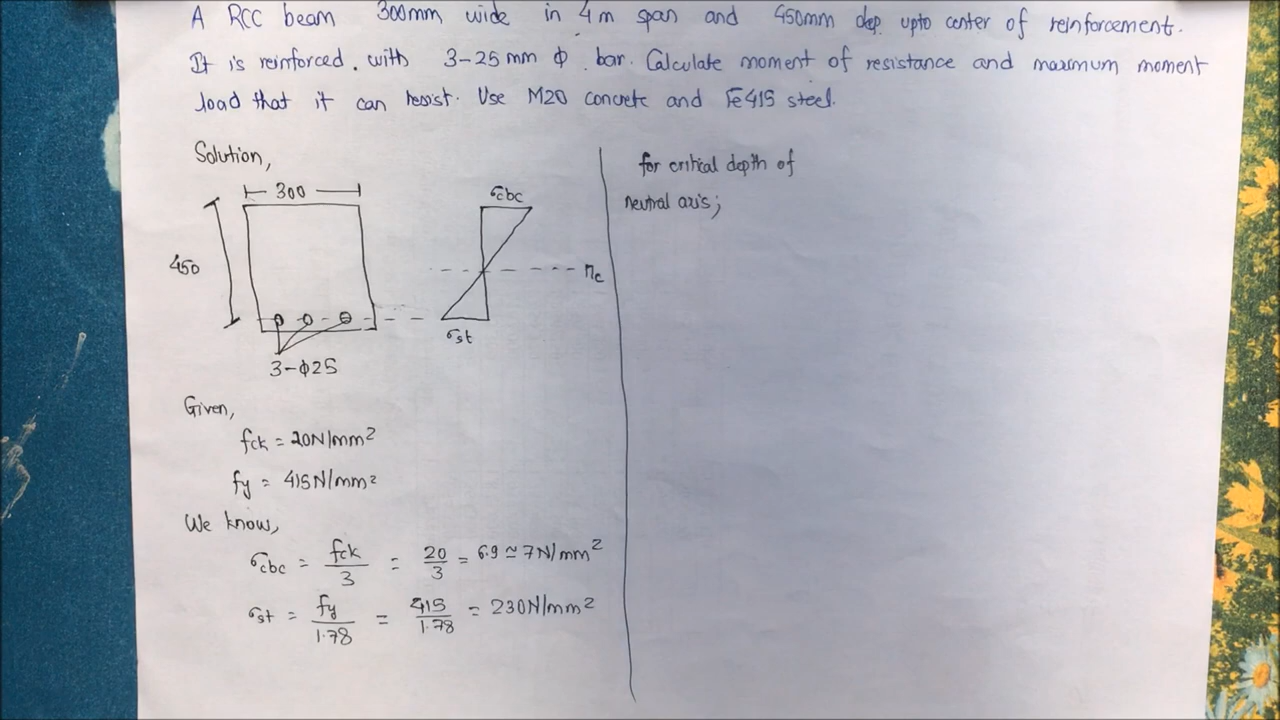 A RCC beam 300mm wide in 4m span and 450mm dep. upto center of reinforcement.
It is reinforced. with 3-25mm ϕ . bar. Calculate moment of resistance and maxmum moment
load that it can resist. Use M20 concrete and Fe415 steel.
Solution,
300
450
σcbc
nc
σst
3-ϕ25
Given,
fck = 20N/mm²
fy = 415N/mm²
We know,
σcbc = fck/3 = 20/3 = 6.9 ≃ 7N/mm²
σst = fy/1.78 = 415/1.78 = 230N/mm²
for critical depth of
neutral axis;